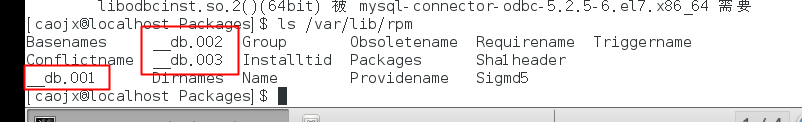 libodbcinst.so.2()(64bit) 被 mysql-connector-odbc-5.2.5-6.el7.x86_64 需要
[caojx@localhost Packages]$ ls /var/lib/rpm
Basenames __db.002 Group Obsoletename Requirename Triggername
Conflictname __db.003 Installtid Packages Sha1header
__db.001 Dirnames Name Providename Sigmd5
[caojx@localhost Packages]$